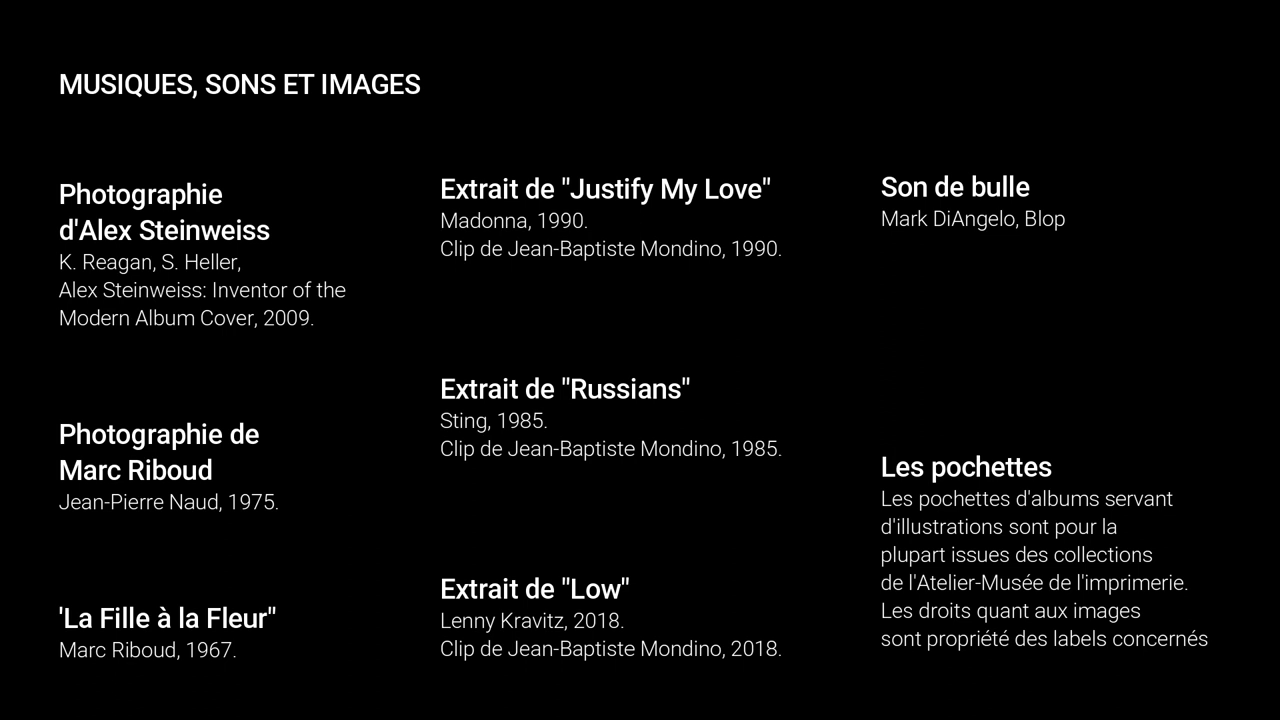 MUSIQUES, SONS ET IMAGES
Photographie
d'Alex Steinweiss
K. Reagan, S. Heller,
Alex Steinweiss: Inventor of the
Modern Album Cover, 2009.
Photographie de
Marc Riboud
Jean-Pierre Naud, 1975.
'La Fille à la Fleur"
Marc Riboud, 1967.
Extrait de "Justify My Love"
Madonna, 1990.
Clip de Jean-Baptiste Mondino, 1990.
Extrait de "Russians"
Sting, 1985.
Clip de Jean-Baptiste Mondino, 1985.
Extrait de "Low"
Lenny Kravitz, 2018.
Clip de Jean-Baptiste Mondino, 2018.
Son de bulle
Mark DiAngelo, Blop
Les pochettes
Les pochettes d'albums servant
d'illustrations sont pour la
plupart issues des collections
de l'Atelier-Musée de l'imprimerie.
Les droits quant aux images
sont propriété des labels concernés